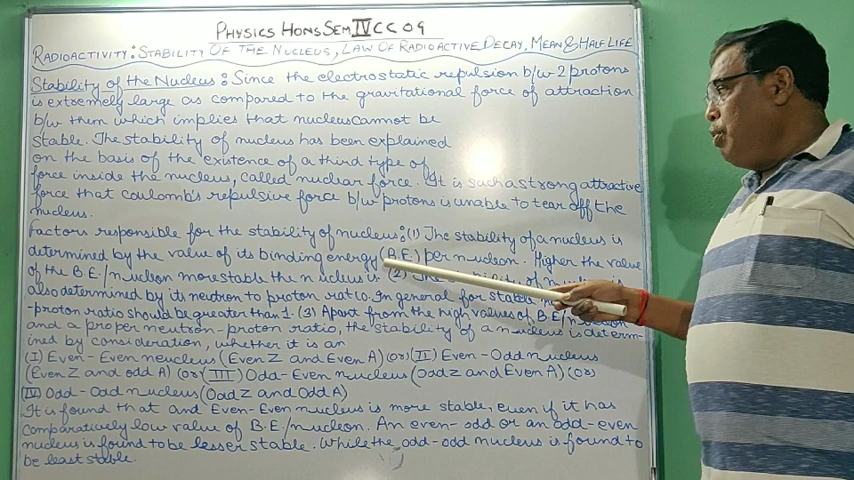 PHYSICS HONS SEM IV CC 09
RADIOACTIVITY: STABILITY OF THE NUCLEUS, LAW OF RADIOACTIVE DECAY, MEAN & HALF LIFE
Stability of the Nucleus: Since the electrostatic repulsion b/w 2 protons
is extremely large as compared to the gravitational force of attraction
b/w them which implies that nucleus cannot be
stable. The stability of nucleus has been explained
on the basis of the existence of a third type of
force inside the nucleus, called nuclear force. It is such a strong attractive
force that coulomb's repulsive force b/w protons is unable to tear off the
nucleus.
Factors responsible for the stability of nucleus: (1) The stability of a nucleus is
determined by the value of its binding energy (B.E.) per nucleon. Higher the value
of the B.E./nucleon more stable the nucleus is. (2) The of nucleus is
also determined by its neutron to proton ratio. In general for stable
-proton ratio should be greater than 1. (3) Apart from the high values of B.E/nucleon
and a proper neutron-proton ratio, the stability of a nucleus is determ-
ined by consideration, whether it is an
(I) Even-Even neucleus (Even Z and Even A) (or) (II) Even-Odd nucleus
(Even Z and odd A) (or) (III) Odd-Even nucleus (Odd Z and Even A) (or)
(IV) Odd-Odd nucleus (Odd Z and Odd A)
It is found that and Even-Even nucleus is more stable, even if it has
comparatively low value of B.E./nucleon. An even-odd or an odd-even
nucleus is found to be lesser stable. While the odd-odd nucleus is found to
be least stable.